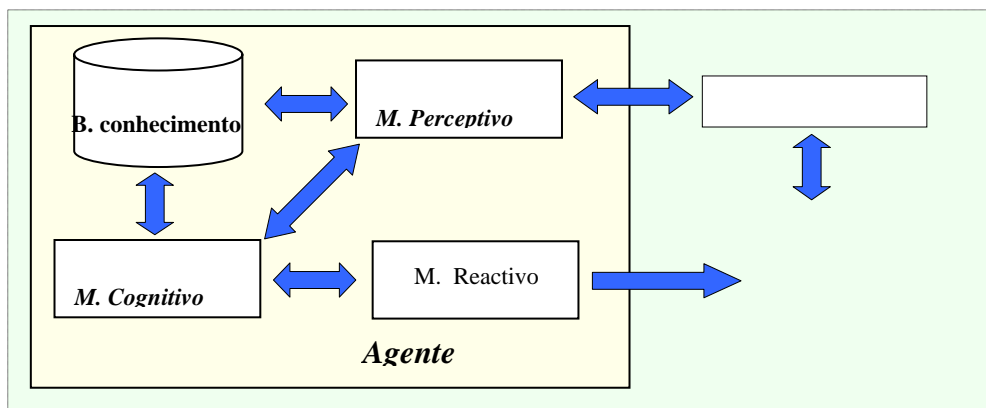 B. conhecimento
M. Perceptivo
M. Cognitivo
M. Reactivo
Agente